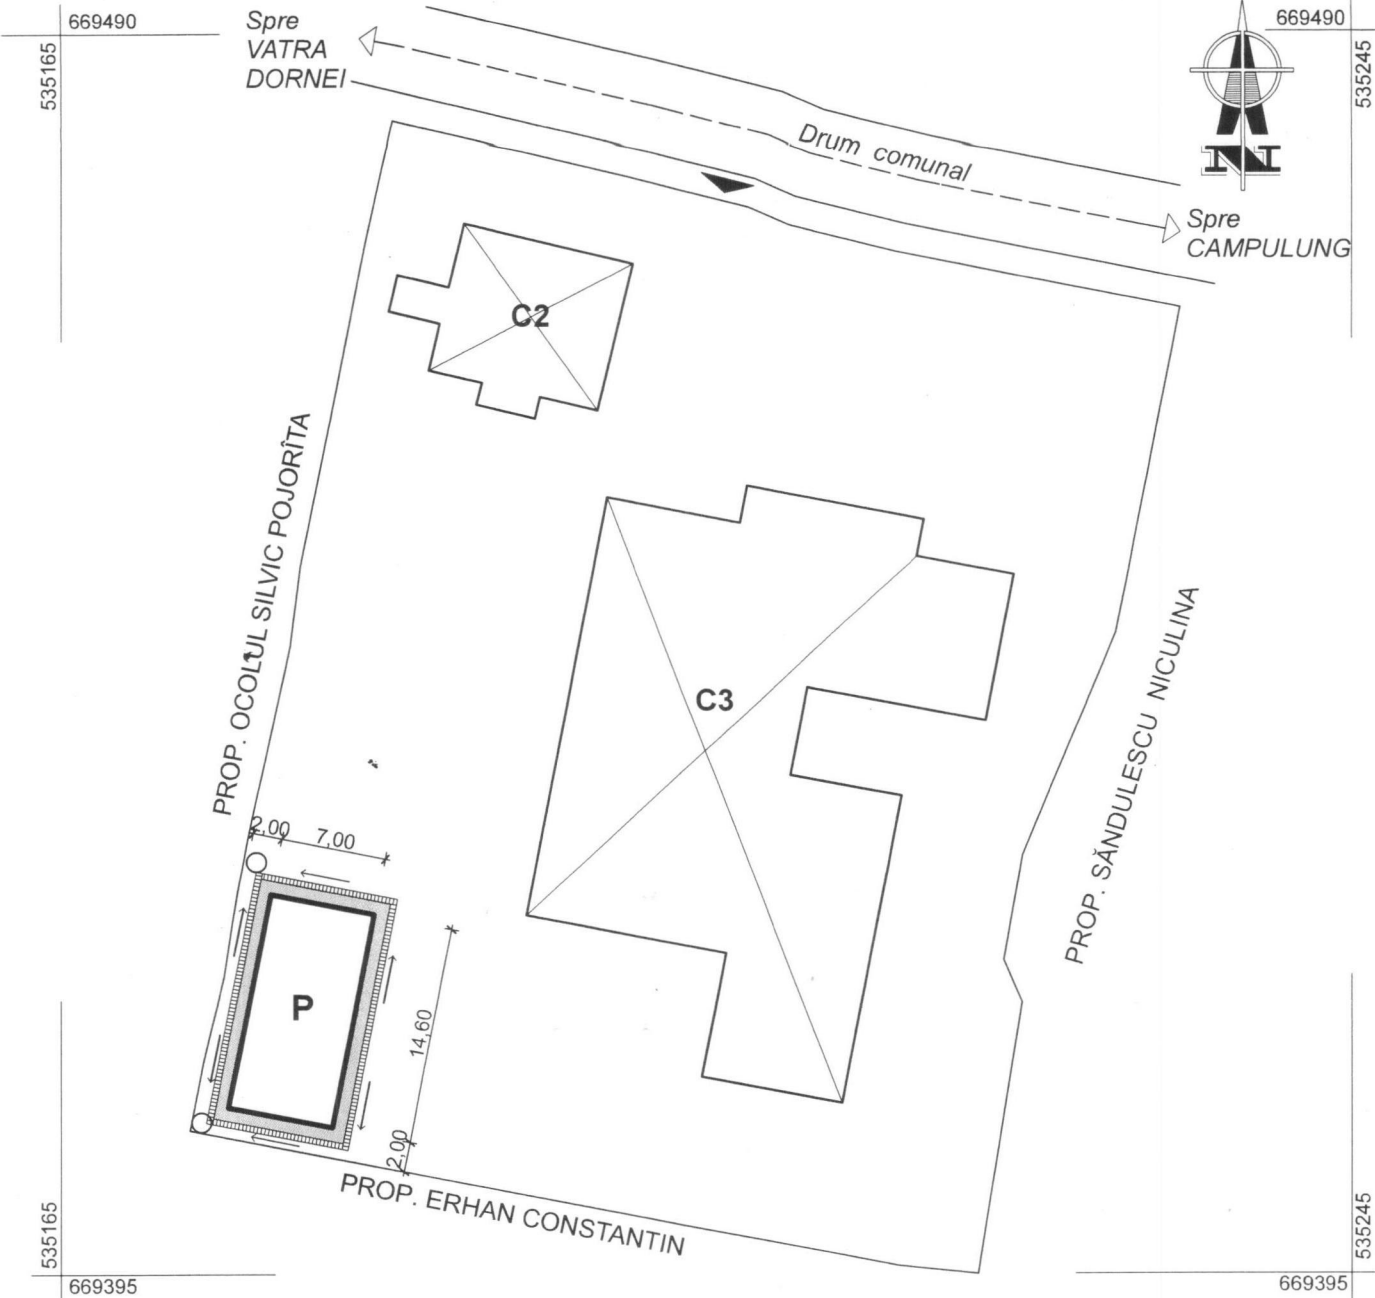 669490
535165
Spre
VATRA
DORNEI
669490
535245
N
Drum comunal
Spre
CAMPULUNG
C2
PROP. OCOLUL SILVIC POJORÎTA
C3
PROP. SĂNDULESCU NICULINA
2,00
7,00
P
14,60
2,00
PROP. ERHAN CONSTANTIN
535165
669395
535245
669395